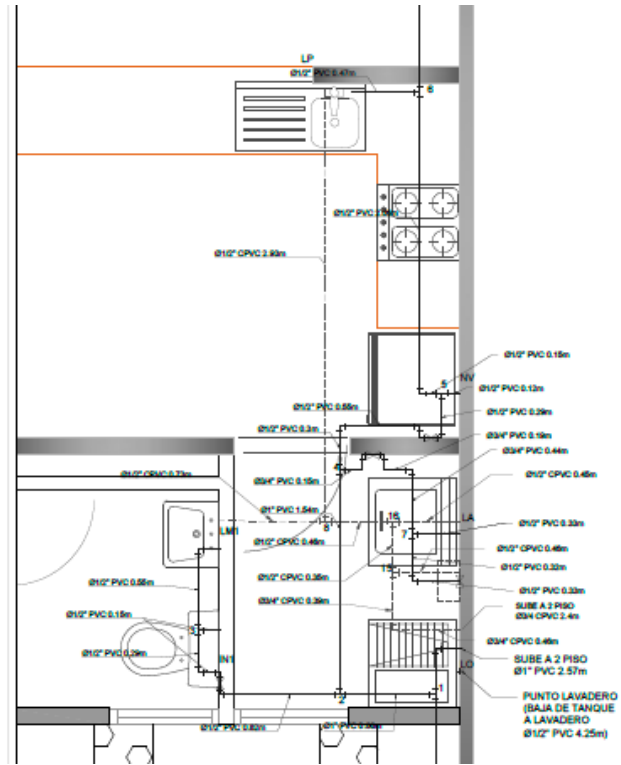 LP
Ø1/2" PVC 0.47m
6
Ø1/2" PVC
Ø1/2" CPVC 2.93m
Ø1/2" PVC 0.15m
5
NV
Ø1/2" PVC 0.12m
Ø1/2" PVC 0.55m
Ø1/2" PVC 0.29m
Ø1/2" PVC 0.3m
Ø3/4" PVC 0.19m
Ø3/4" PVC 0.44m
4
Ø1/2" CPVC 0.73m
Ø3/4" PVC 0.15m
Ø1/2" CPVC 0.45m
Ø1" PVC 1.54m
16
LA
8
LM1
7
Ø1/2" PVC 0.33m
Ø1/2" CPVC 0.46m
Ø1/2" CPVC 0.46m
15
Ø1/2" PVC 0.33m
Ø1/2" CPVC 0.35m
Ø1/2" PVC 0.55m
Ø1/2" PVC 0.33m
Ø3/4" CPVC 0.39m
SUBE A 2 PISO
Ø3/4 CPVC 2.4m
Ø1/2" PVC 0.15m
3
Ø3/4" CPVC 0.46m
Ø1/2" PVC 0.29m
IN1
SUBE A 2 PISO
Ø1" PVC 2.57m
LO
1
2
PUNTO LAVADERO
(BAJA DE TANQUE
A LAVADERO
Ø1/2" PVC 4.25m)
Ø1/2" PVC 0.82m
Ø1" PVC